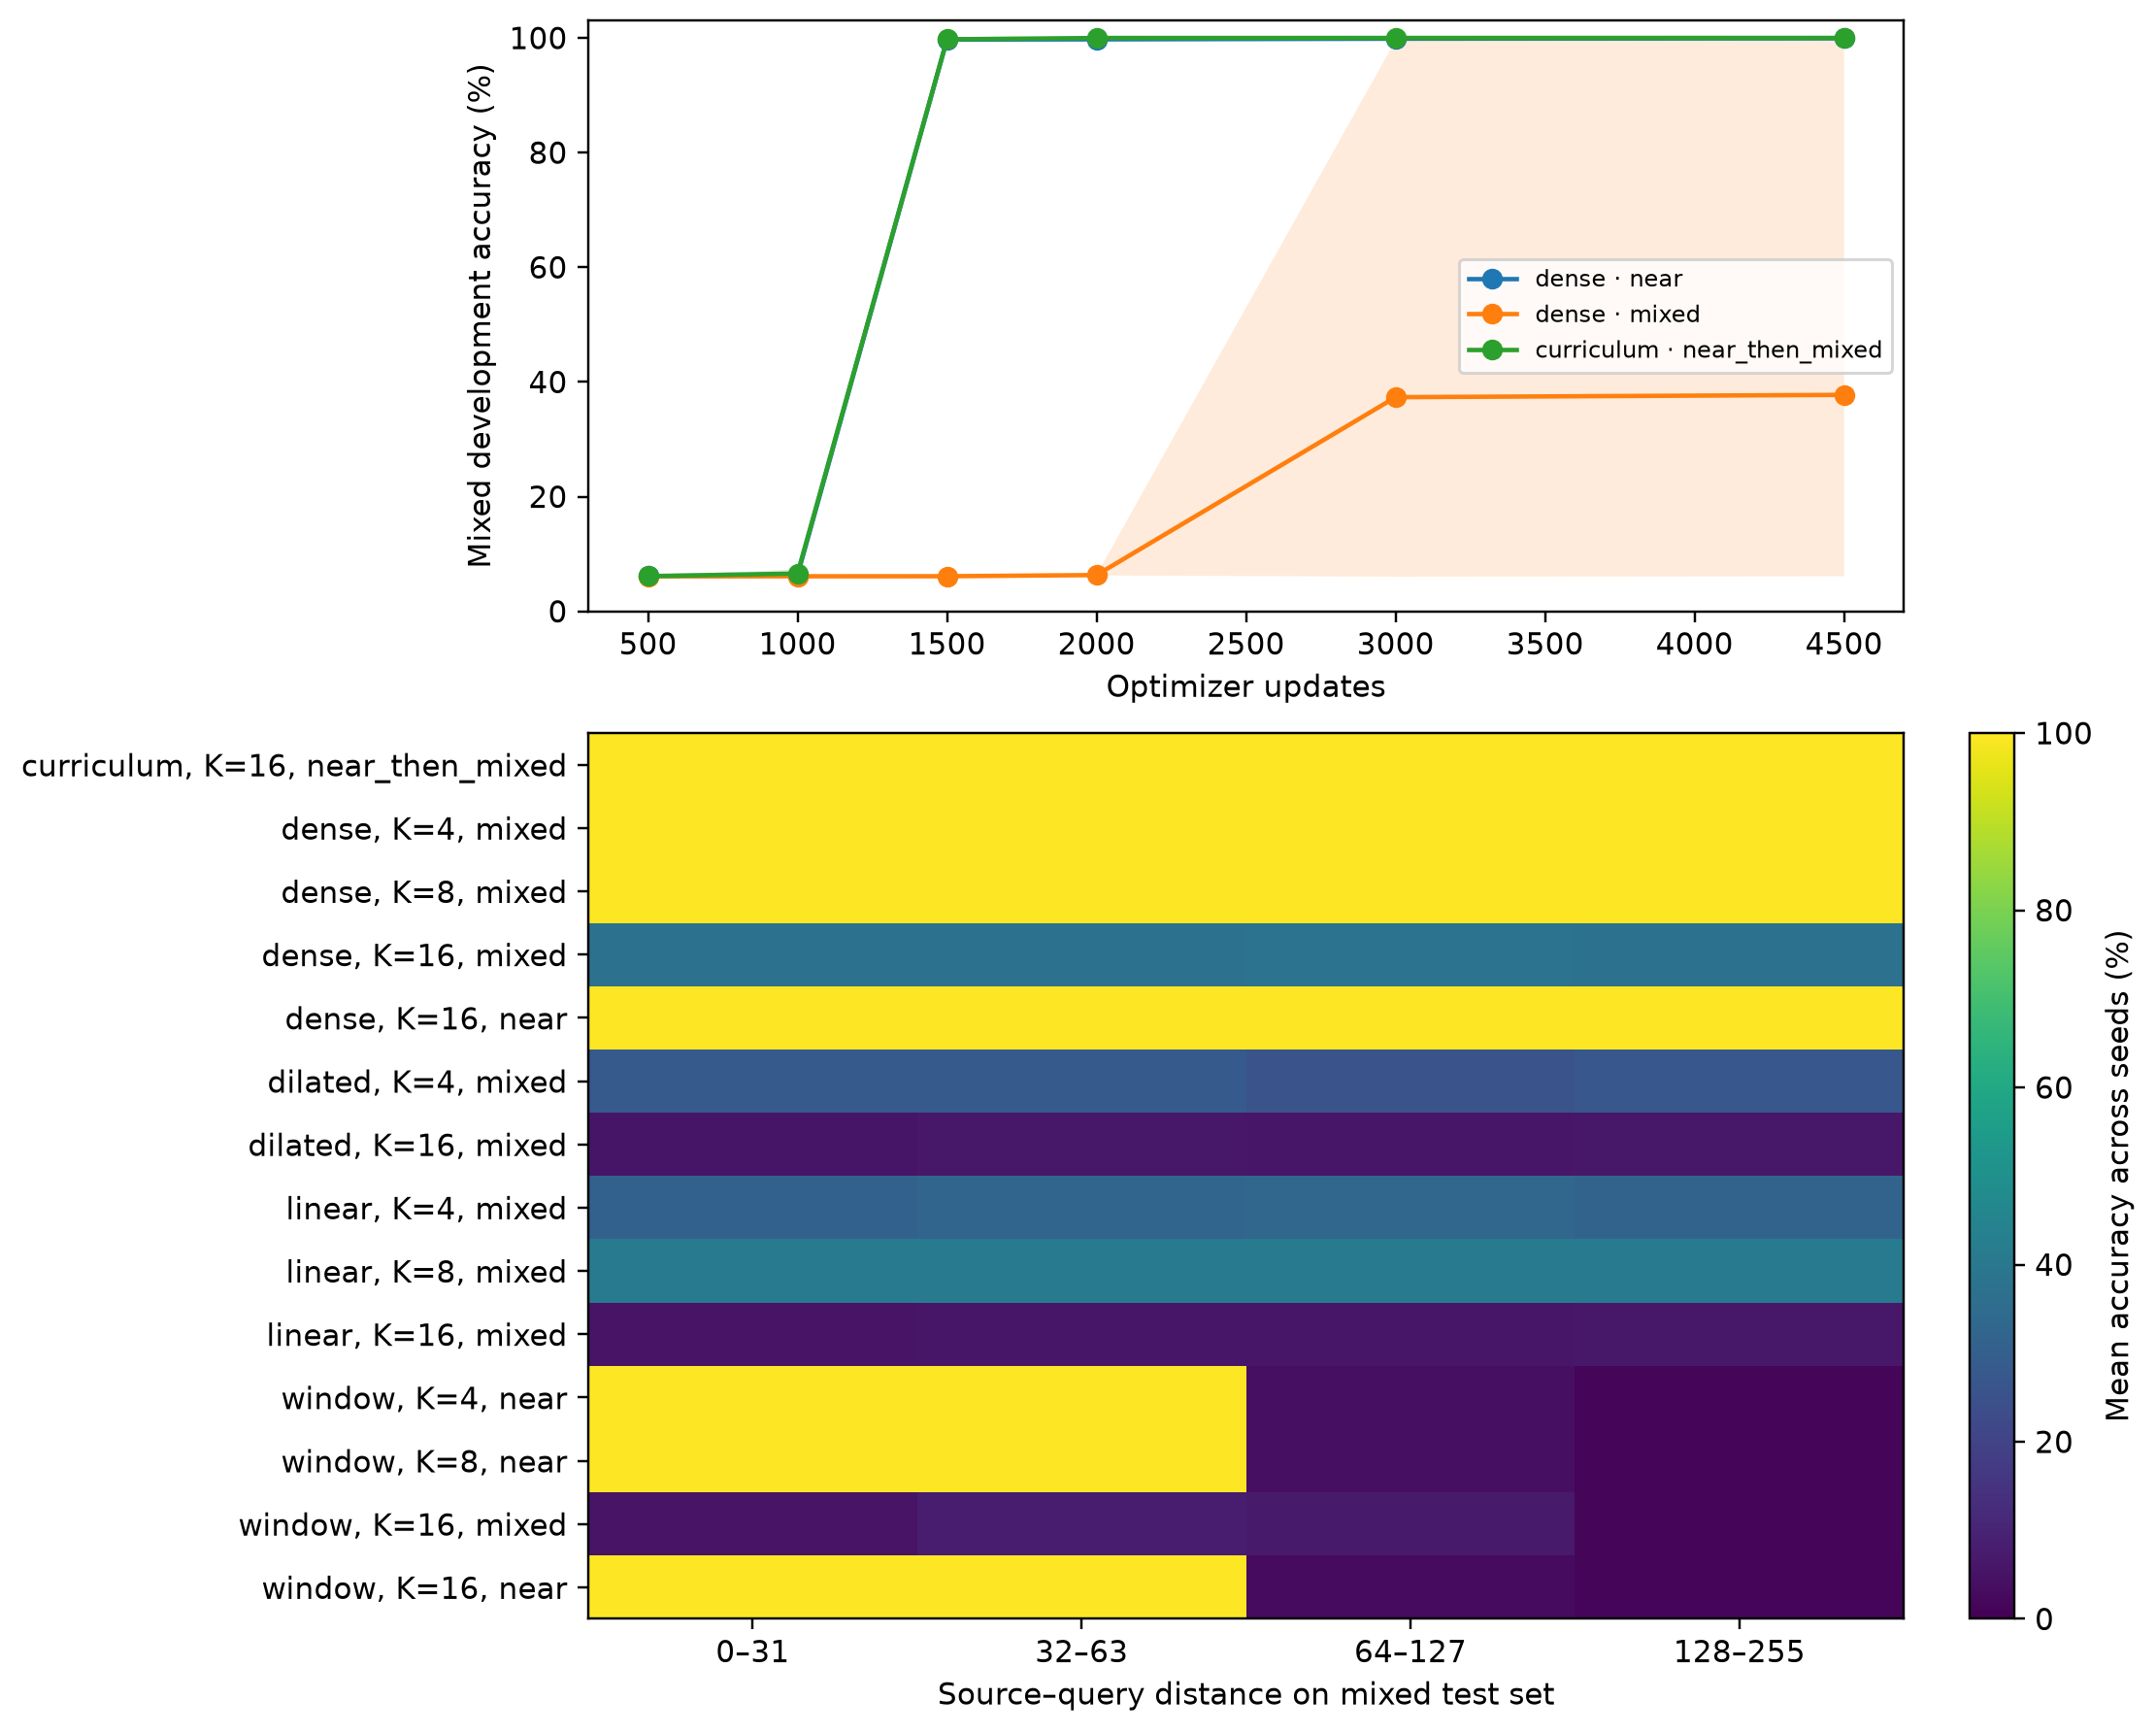 100
80
60
40
20
0
Mixed development accuracy (%)
dense · near
dense · mixed
curriculum · near_then_mixed
500 1000 1500 2000 2500 3000 3500 4000 4500
Optimizer updates
curriculum, K=16, near_then_mixed
dense, K=4, mixed
dense, K=8, mixed
dense, K=16, mixed
dense, K=16, near
dilated, K=4, mixed
dilated, K=16, mixed
linear, K=4, mixed
linear, K=8, mixed
linear, K=16, mixed
window, K=4, near
window, K=8, near
window, K=16, mixed
window, K=16, near
0–31 32–63 64–127 128–255
Source–query distance on mixed test set
100
80
60
40
20
0
Mean accuracy across seeds (%)